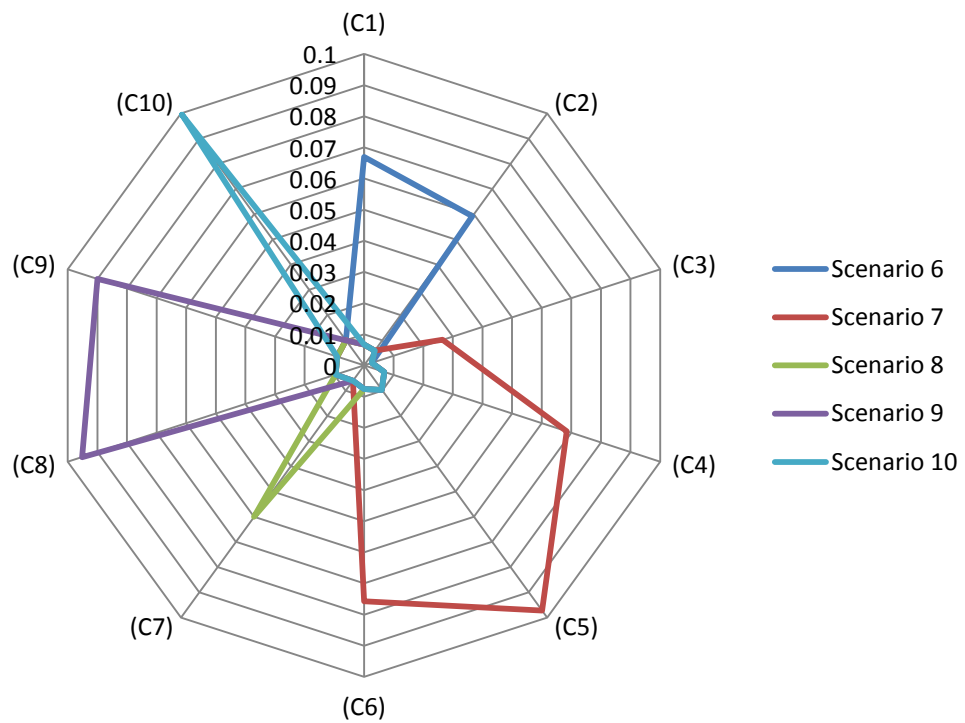 (C1)
0.1
0.09
0.08
0.07
0.06
0.05
0.04
0.03
0.02
0.01
0
(C2)
(C3)
(C4)
(C5)
(C6)
(C7)
(C8)
(C9)
(C10)
Scenario 6
Scenario 7
Scenario 8
Scenario 9
Scenario 10